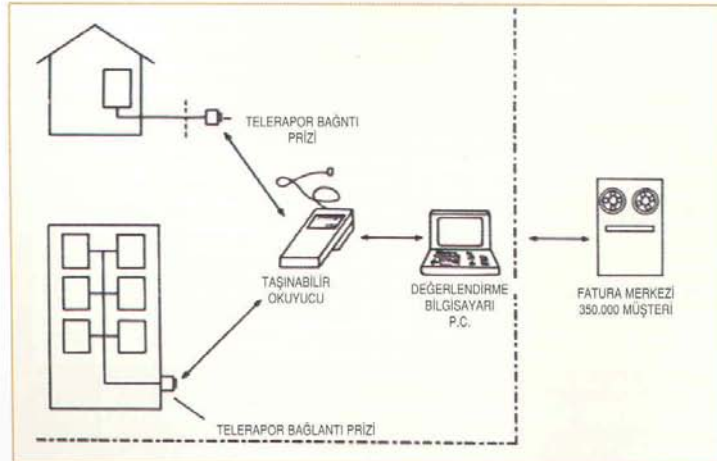 TELERAPOR BAĞNTI
PRİZİ
TAŞINABİLİR
OKUYUCU
DEĞERLENDİRME
BİLGİSAYARI
P.C.
FATURA MERKEZİ
350.000 MÜŞTERİ
TELERAPOR BAĞLANTI PRİZİ